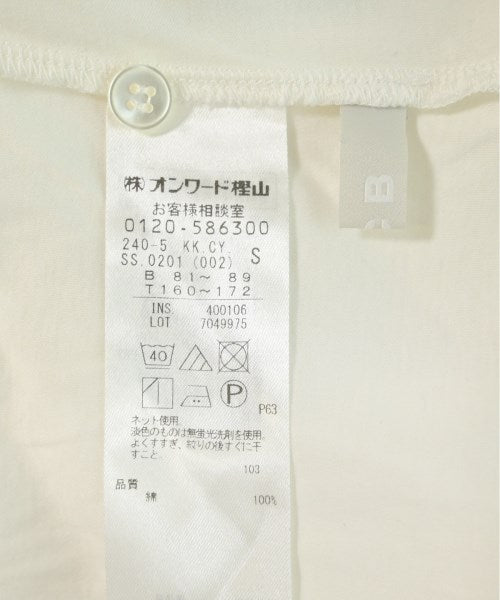 ㈱オンワード樫山
お客様相談室
0120-586300
240-5 KK.CY.
SS.0201 (002) S
B 81～ 89
T160～172
INS. 400106
LOT 7049975
40
P
P63
ネット使用。
淡色のものは無蛍光洗剤を使用。
よくすすぎ、絞りの後すぐに干
すこと。
103
品質
綿 100%
B